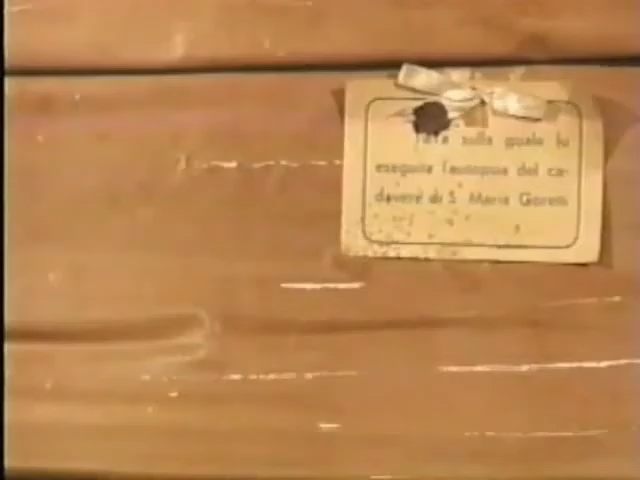 sulla quale fu
eseguita l'autopsia del ca-
davere di S. Maria Goretti